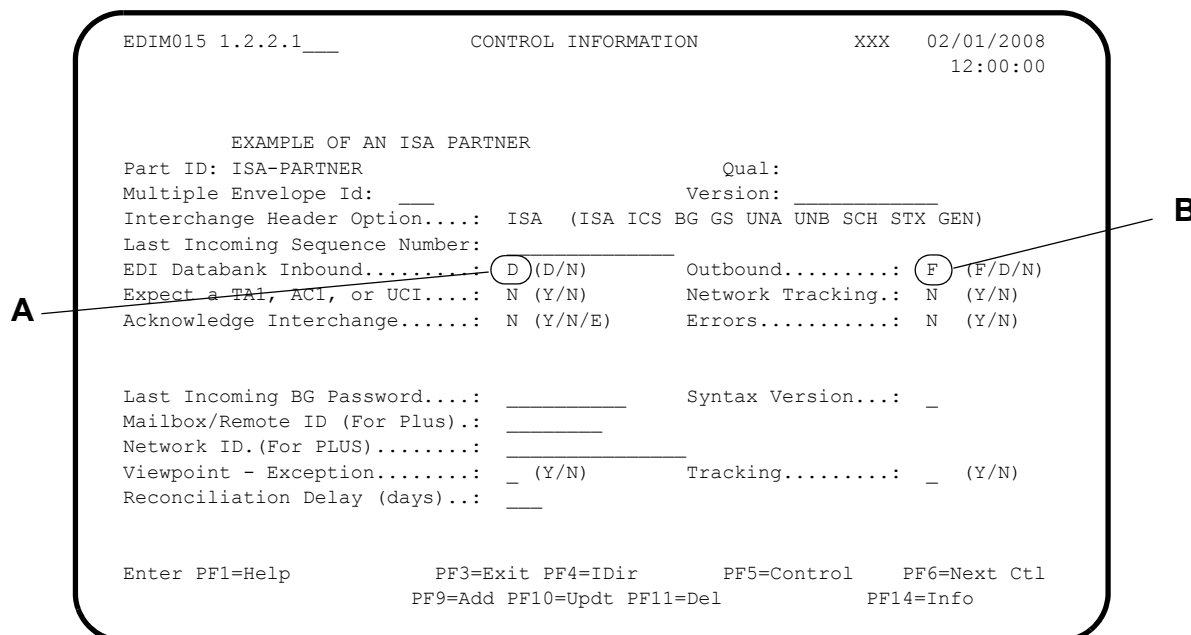 EDIM015 1.2.2.1___ CONTROL INFORMATION XXX 02/01/2008
12:00:00
EXAMPLE OF AN ISA PARTNER
Part ID: ISA-PARTNER Qual:
Multiple Envelope Id: ___ Version: ____________
Interchange Header Option....: ISA (ISA ICS BG GS UNA UNB SCH STX GEN)
B
Last Incoming Sequence Number: ______________
EDI Databank Inbound.........: D (D/N) Outbound.........: F (F/D/N)
Expect a TA1, AC1, or UCI....: N (Y/N) Network Tracking.: N (Y/N)
A
Acknowledge Interchange......: N (Y/N/E) Errors...........: N (Y/N)
Last Incoming BG Password....: __________ Syntax Version...: _
Mailbox/Remote ID (For Plus).: ________
Network ID.(For PLUS)........: _______________
Viewpoint - Exception........: _ (Y/N) Tracking.........: _ (Y/N)
Reconciliation Delay (days)..: ___
Enter PF1=Help PF3=Exit PF4=IDir PF5=Control PF6=Next Ctl
PF9=Add PF10=Updt PF11=Del PF14=Info